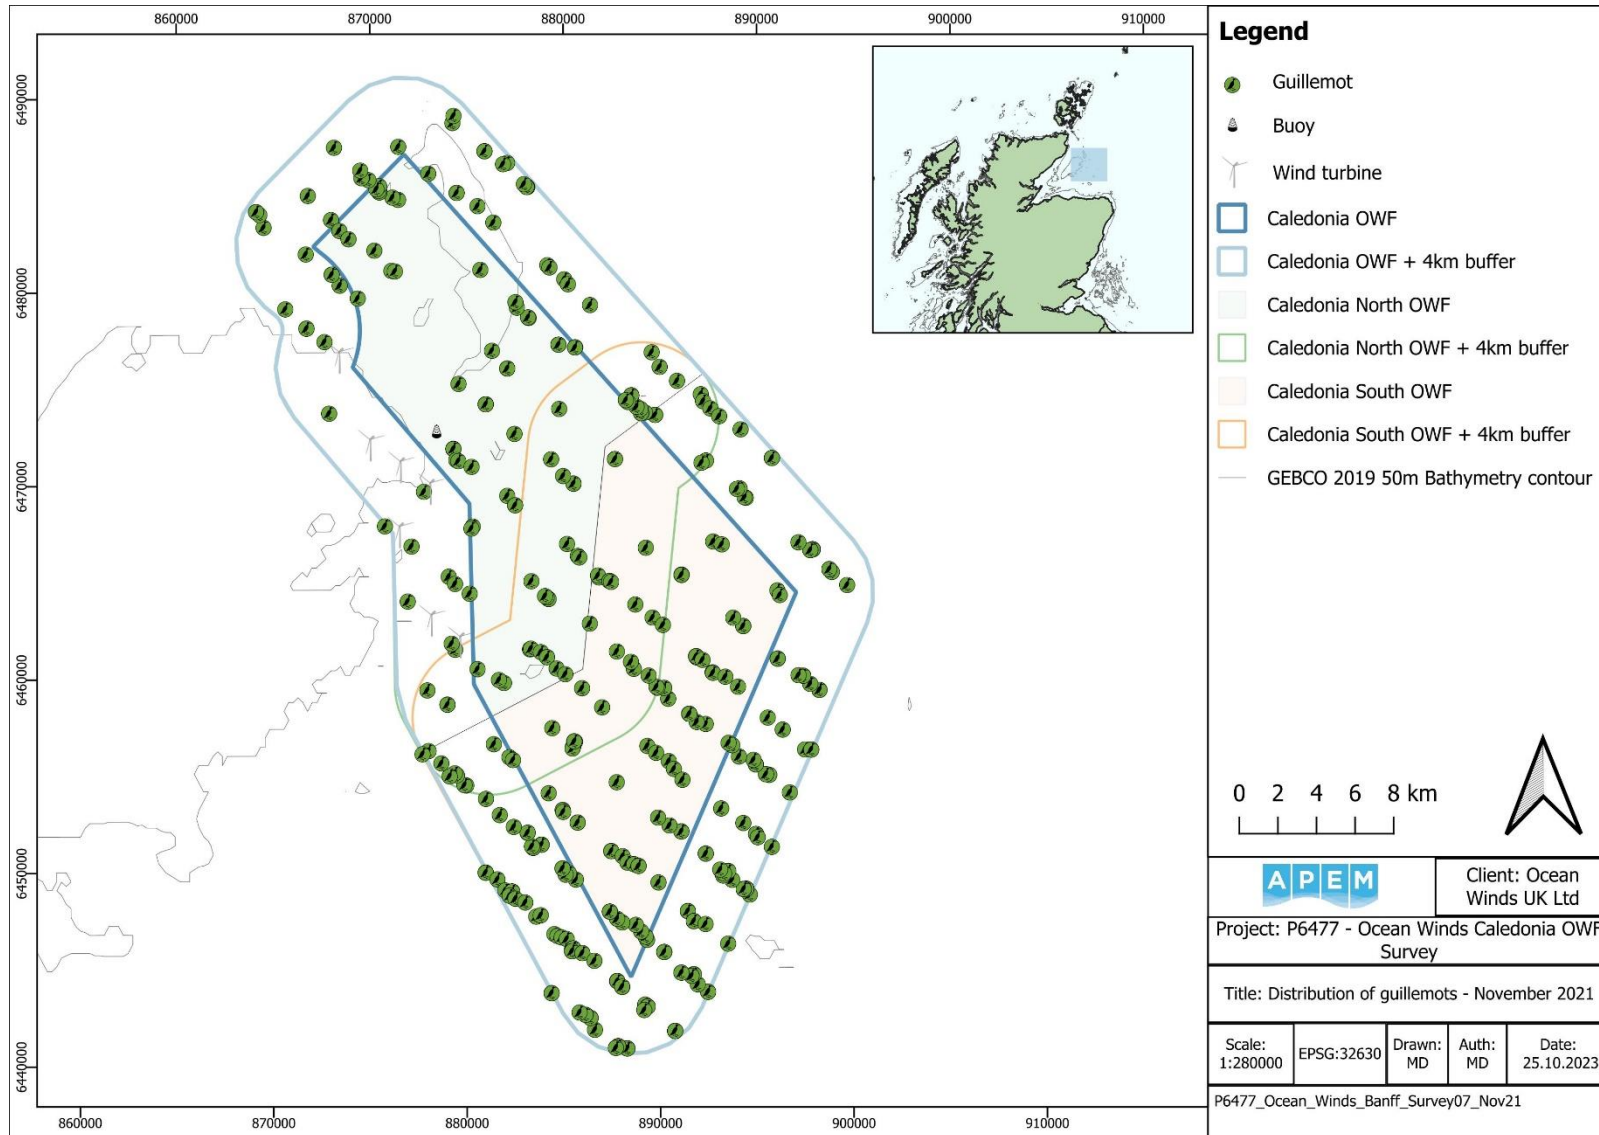 860000 870000 880000 890000 900000 910000
6490000
6480000
6470000
6460000
6450000
6440000
860000 870000 880000 890000 900000 910000
Legend
Guillemot
Buoy
Wind turbine
Caledonia OWF
Caledonia OWF + 4km buffer
Caledonia North OWF
Caledonia North OWF + 4km buffer
Caledonia South OWF
Caledonia South OWF + 4km buffer
GEBCO 2019 50m Bathymetry contour
0 2 4 6 8 km
APEM
Client: Ocean
Winds UK Ltd
Project: P6477 - Ocean Winds Caledonia OWF
Survey
Title: Distribution of guillemots - November 2021
Scale:
1:280000
EPSG:32630
Drawn:
MD
Auth:
MD
Date:
25.10.2023
P6477_Ocean_Winds_Banff_Survey07_Nov21